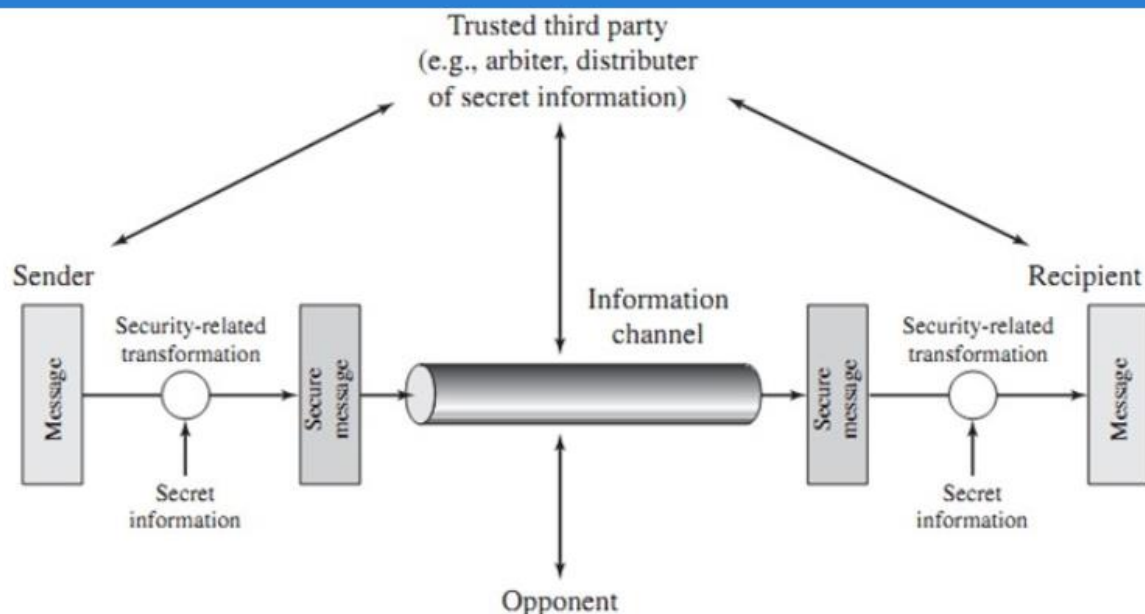 Trusted third party
(e.g., arbiter, distributer
of secret information)
Sender
Recipient
Information
channel
Security-related
transformation
Security-related
transformation
Message
Secure
message
Secure
message
Message
Secret
information
Secret
information
Opponent